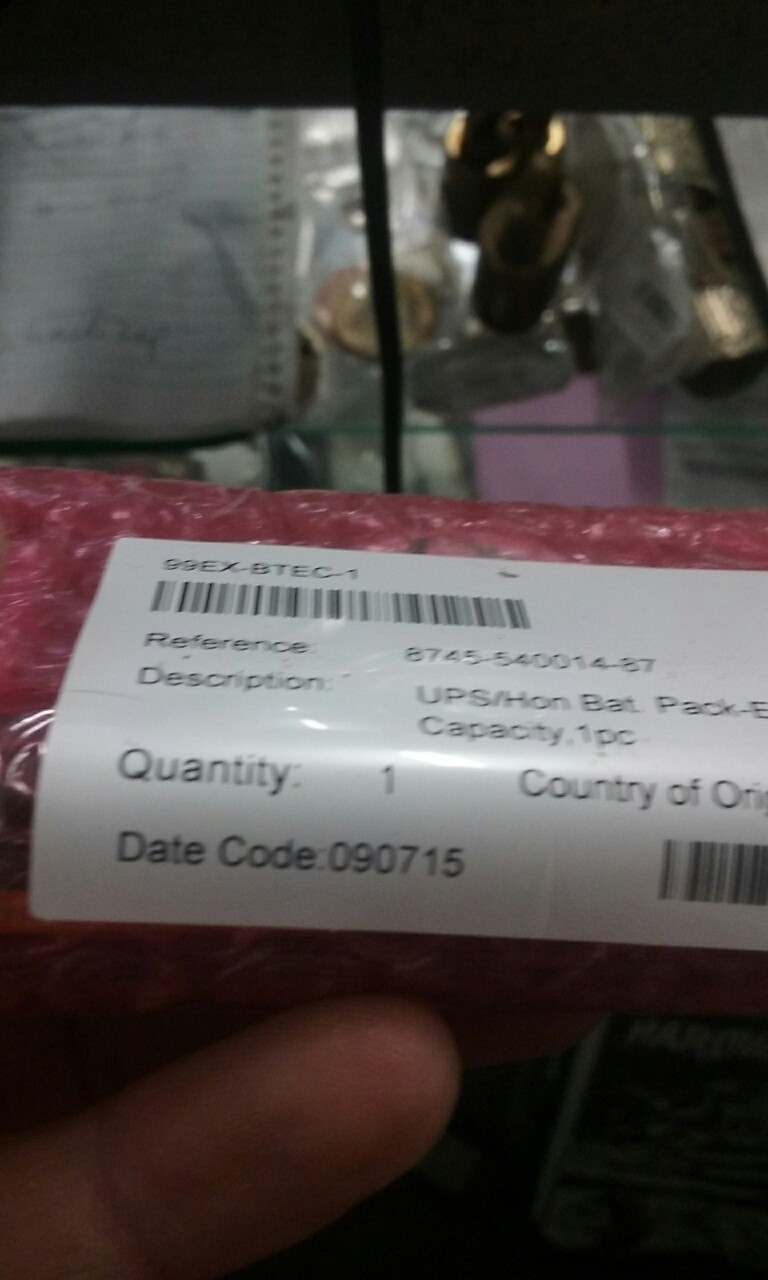 99EX-BTEC-1
Reference: 8745-540014-87
Description: UPS/Hon Bat. Pack-E
Capacity,1pc
Quantity: 1 Country of Orig
Date Code:090715